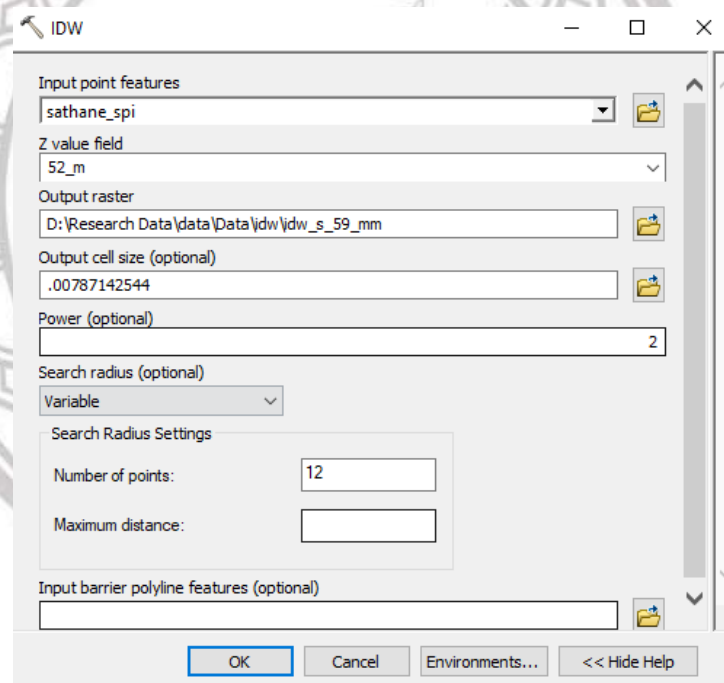 IDW
Input point features
sathane_spi
Z value field
52_m
Output raster
D:\Research Data\data\Data\idw\idw_s_59_mm
Output cell size (optional)
.00787142544
Power (optional)
2
Search radius (optional)
Variable
Search Radius Settings
Number of points: 12
Maximum distance:
Input barrier polyline features (optional)
OK Cancel Environments... << Hide Help